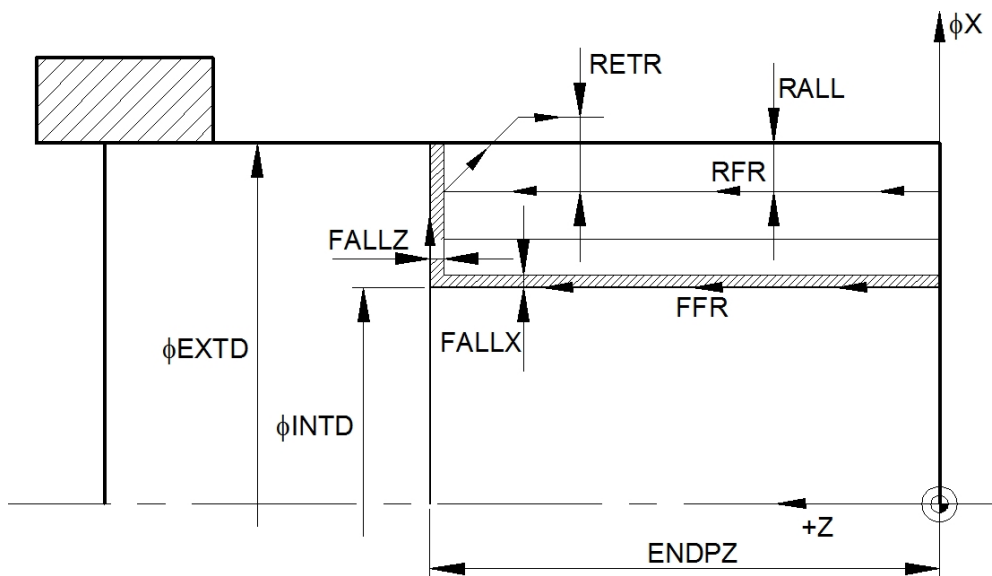 ϕX
RETR
RALL
RFR
FALLZ
FFR
FALLX
ϕEXTD
ϕINTD
+Z
ENDPZ